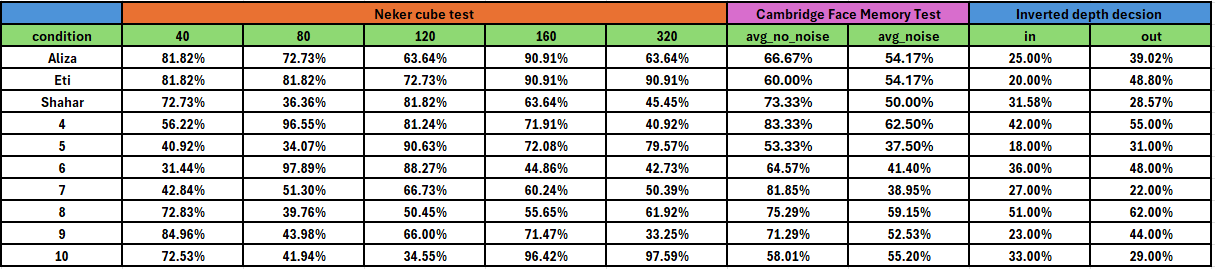 Neker cube test Cambridge Face Memory Test Inverted depth decsion
condition 40 80 120 160 320 avg_no_noise avg_noise in out
Aliza 81.82% 72.73% 63.64% 90.91% 63.64% 66.67% 54.17% 25.00% 39.02%
Eti 81.82% 81.82% 72.73% 90.91% 90.91% 60.00% 54.17% 20.00% 48.80%
Shahar 72.73% 36.36% 81.82% 63.64% 45.45% 73.33% 50.00% 31.58% 28.57%
4 56.22% 96.55% 81.24% 71.91% 40.92% 83.33% 62.50% 42.00% 55.00%
5 40.92% 34.07% 90.63% 72.08% 79.57% 53.33% 37.50% 18.00% 31.00%
6 31.44% 97.89% 88.27% 44.86% 42.73% 64.57% 41.40% 36.00% 48.00%
7 42.84% 51.30% 66.73% 60.24% 50.39% 81.85% 38.95% 27.00% 22.00%
8 72.83% 39.76% 50.45% 55.65% 61.92% 75.29% 59.15% 51.00% 62.00%
9 84.96% 43.98% 66.00% 71.47% 33.25% 71.29% 52.53% 23.00% 44.00%
10 72.53% 41.94% 34.55% 96.42% 97.59% 58.01% 55.20% 33.00% 29.00%